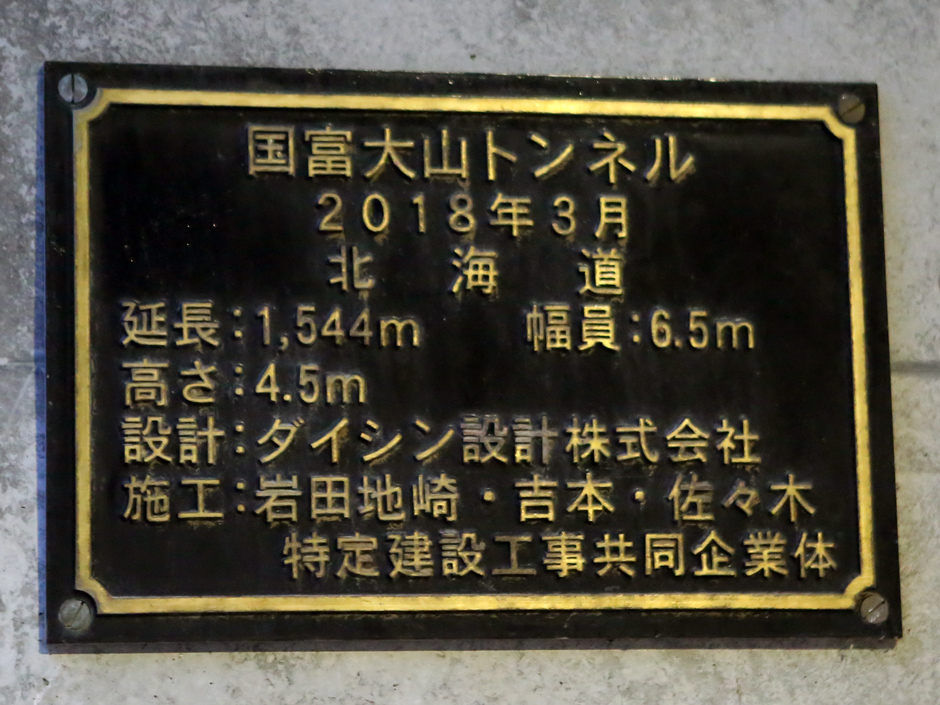 国富大山トンネル
2018年3月
北海道
延長:1,544m 幅員:6.5m
高さ:4.5m
設計:ダイシン設計株式会社
施工:岩田地崎・吉本・佐々木
特定建設工事共同企業体